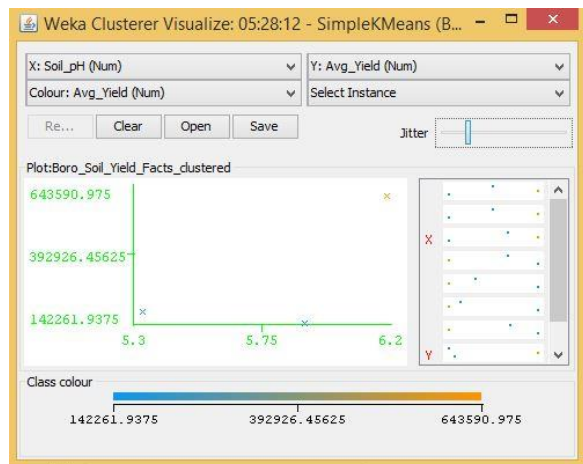 Weka Clusterer Visualize: 05:28:12 - SimpleKMeans (B...
X: Soil_pH (Num)
Y: Avg_Yield (Num)
Colour: Avg_Yield (Num)
Select Instance
Re...
Clear
Open
Save
Jitter
Plot:Boro_Soil_Yield_Facts_clustered
643590.975
392926.45625
142261.9375
5.3
5.75
6.2
X
Y
Class colour
142261.9375
392926.45625
643590.975